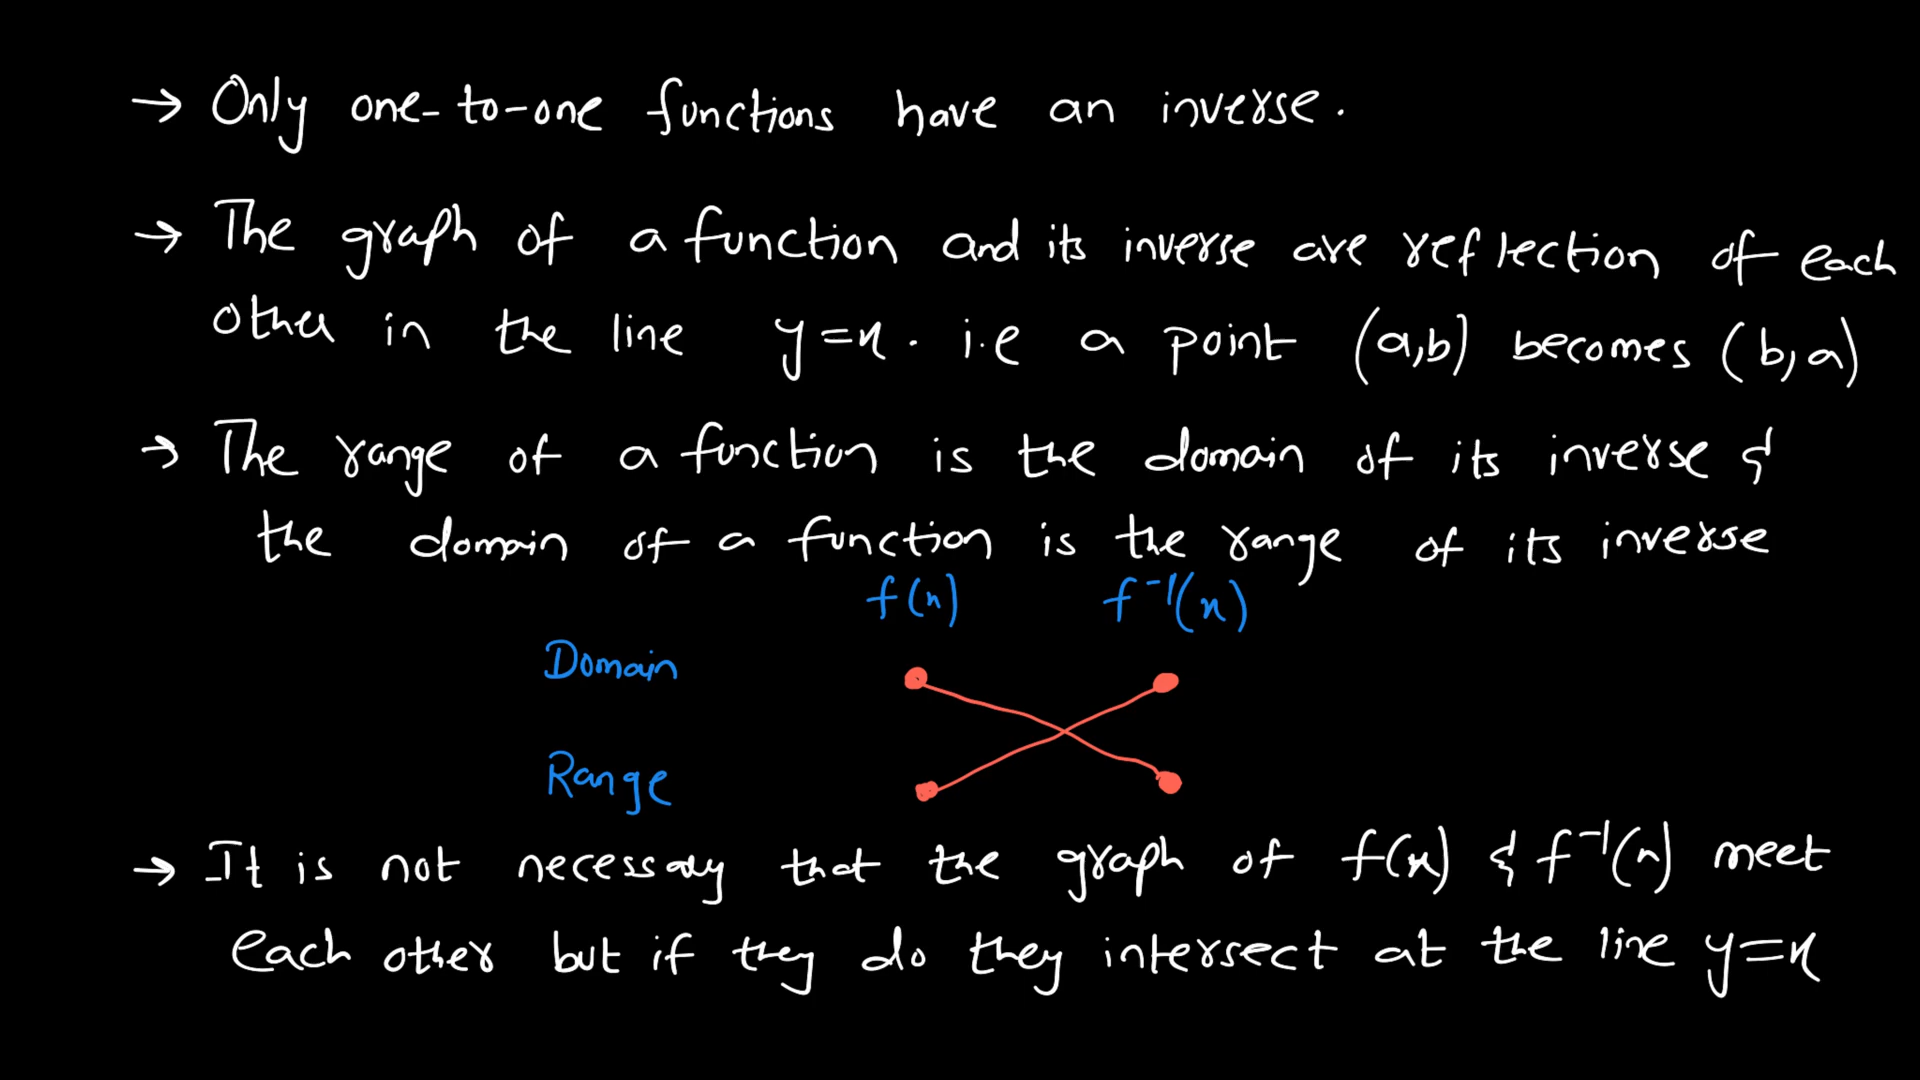 → Only one-to-one functions have an inverse.
→ The graph of a function and its inverse are reflection of each
other in the line y=x. i.e a point (a,b) becomes (b,a)
→ The range of a function is the domain of its inverse &
the domain of a function is the range of its inverse
f(x) f⁻¹(x)
Domain
Range
→ It is not necessary that the graph of f(x) & f⁻¹(x) meet
each other but if they do they intersect at the line y=x